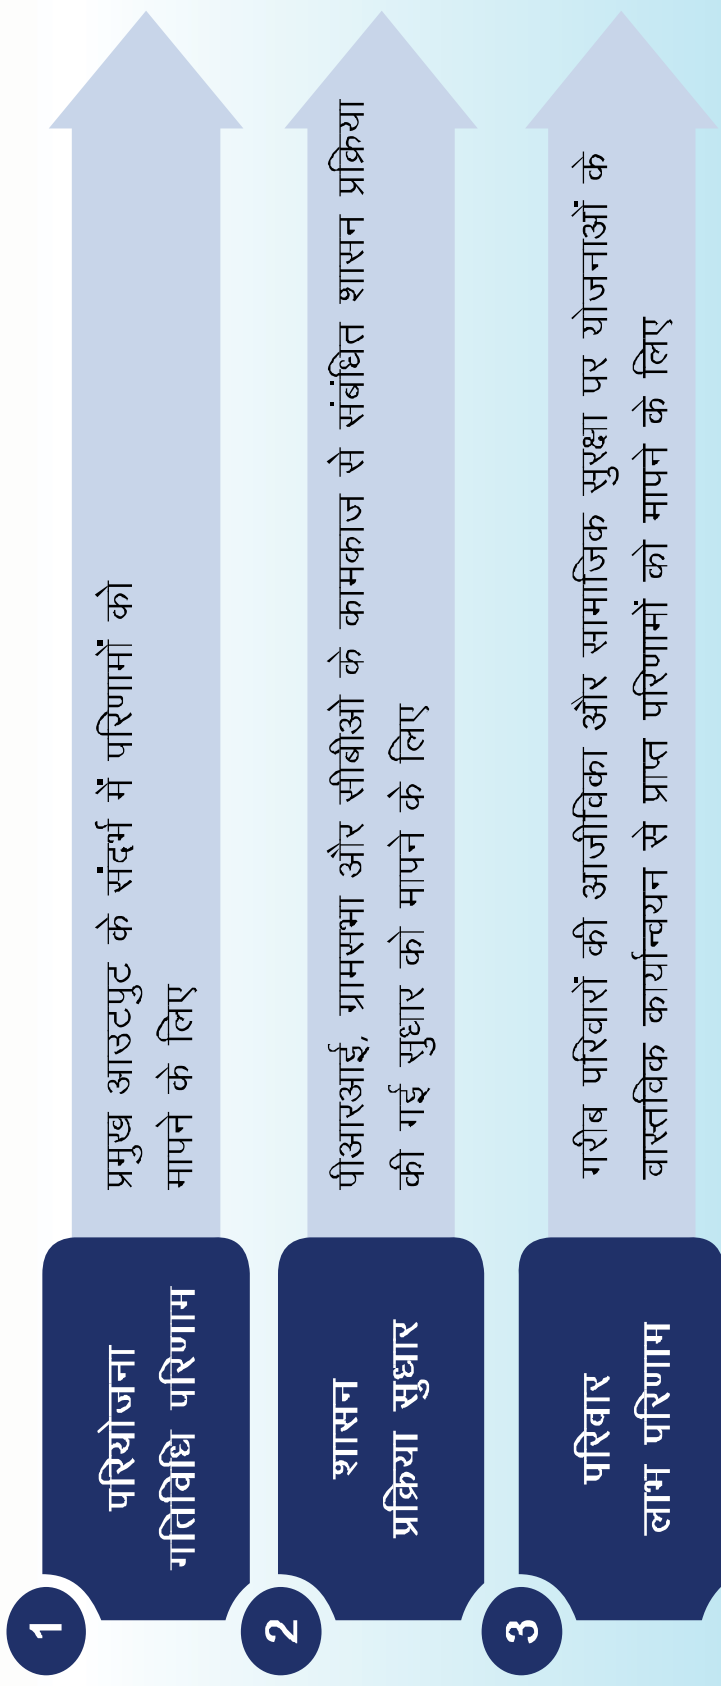 1
परियोजना
गतिविधि परिणाम
प्रमुख आउटपुट के संदर्भ में परिणामों को
मापने के लिए
2
शासन
प्रक्रिया सुधार
पीआरआई, ग्रामसभा और सीबीओ के कामकाज से संबंधित शासन प्रक्रिया
की गई सुधार को मापने के लिए
3
परिवार
लाभ परिणाम
गरीब परिवारों की आजीविका और सामाजिक सुरक्षा पर योजनाओं के
वास्तविक कार्यान्वयन से प्राप्त परिणामों को मापने के लिए